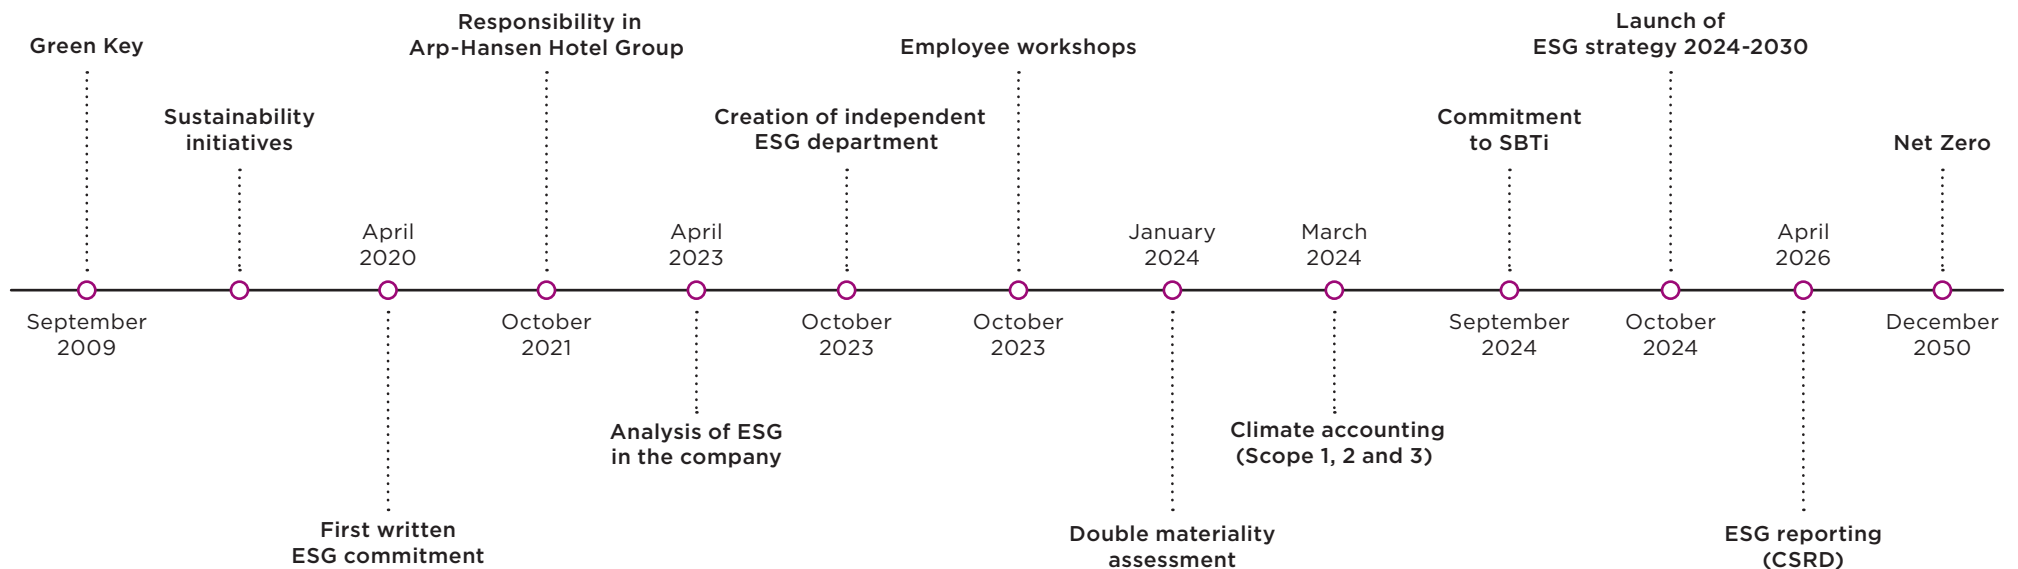 Green Key
September
2009
Sustainability
initiatives
April
2020
First written
ESG commitment
Responsibility in
Arp-Hansen Hotel Group
October
2021
April
2023
Analysis of ESG
in the company
Creation of independent
ESG department
October
2023
Employee workshops
October
2023
January
2024
Double materiality
assessment
March
2024
Climate accounting
(Scope 1, 2 and 3)
Commitment
to SBTi
September
2024
Launch of
ESG strategy 2024-2030
October
2024
April
2026
ESG reporting
(CSRD)
Net Zero
December
2050